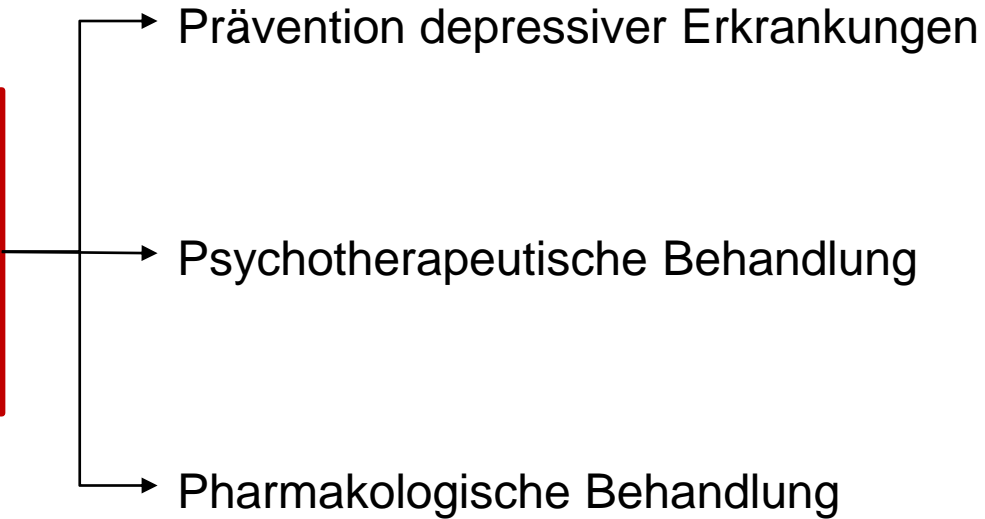 Prävention depressiver Erkrankungen
Psychotherapeutische Behandlung
Pharmakologische Behandlung